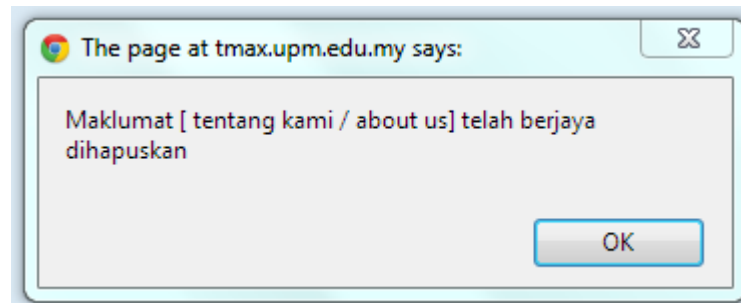 The page at tmax.upm.edu.my says:
Maklumat [ tentang kami / about us] telah berjaya
dihapuskan
OK